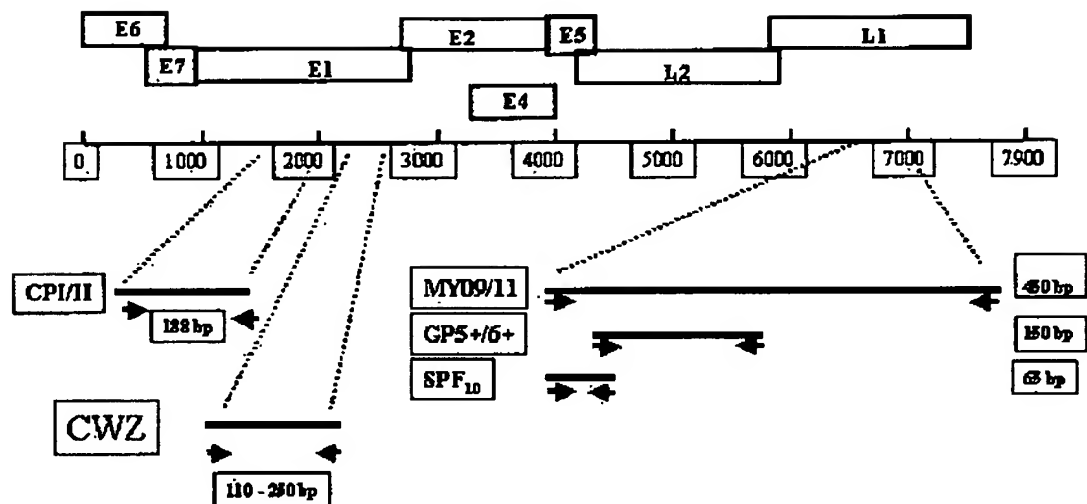 E6
E2
E5
L1
E7
E1
L2
E4
0
1000
2000
3000
4000
5000
6000
7000
7900
CPI/II
188 bp
MY09/11
450 bp
GP5+/6+
150 bp
SPF10
65 bp
CWZ
110 - 250 bp